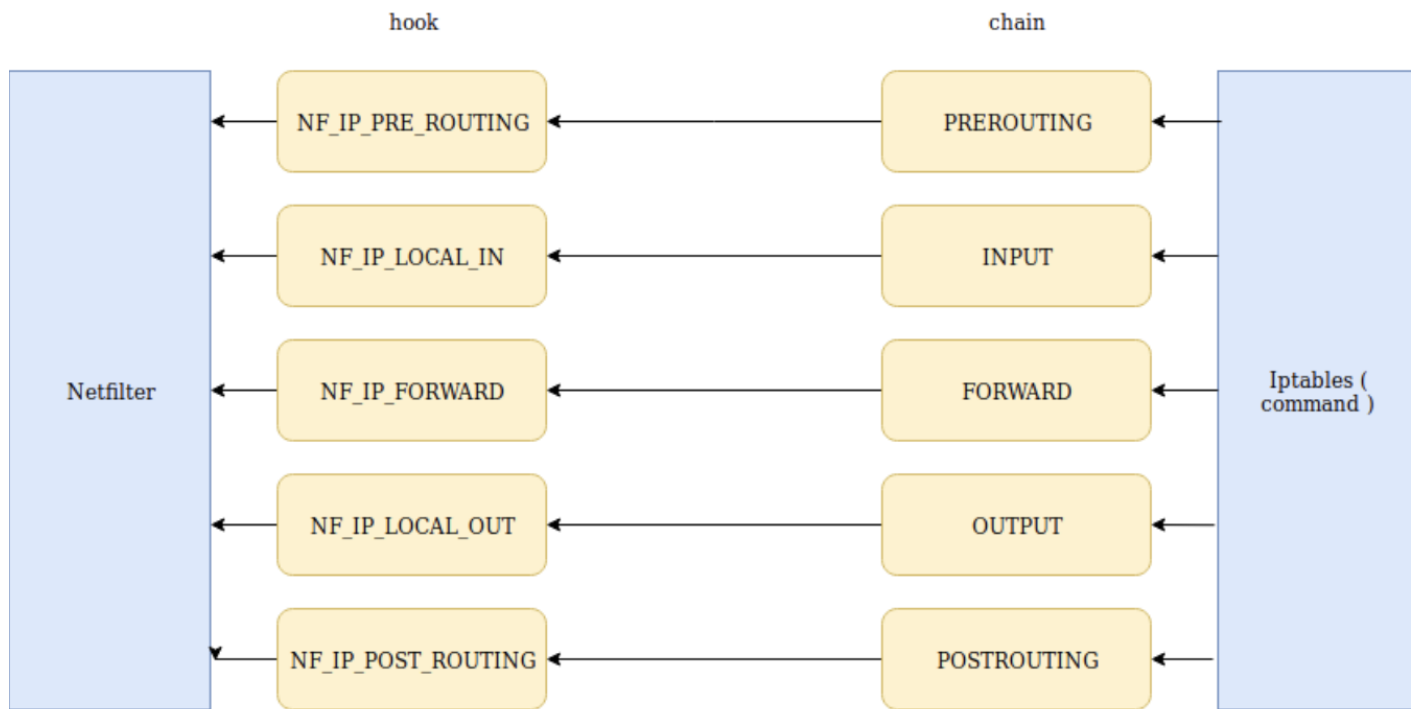 hook
chain
NF_IP_PRE_ROUTING
PREROUTING
NF_IP_LOCAL_IN
INPUT
Netfilter
NF_IP_FORWARD
FORWARD
Iptables (
command )
NF_IP_LOCAL_OUT
OUTPUT
NF_IP_POST_ROUTING
POSTROUTING